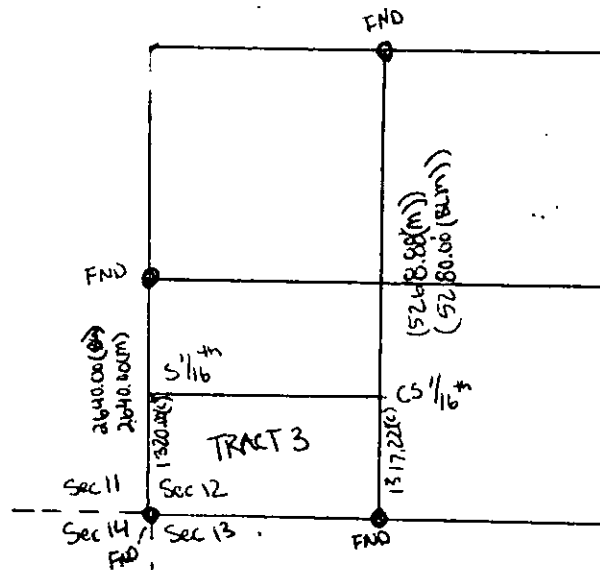 FND
(5268.88(M))
(5280.00(BLM))
FND
2640.00
2640.00(M)
S 1/16th
CS 1/16th
1320.00(C)
TRACT 3
1317.22(C)
Sec 11 Sec 12
Sec 14 Sec 13
FND
FND